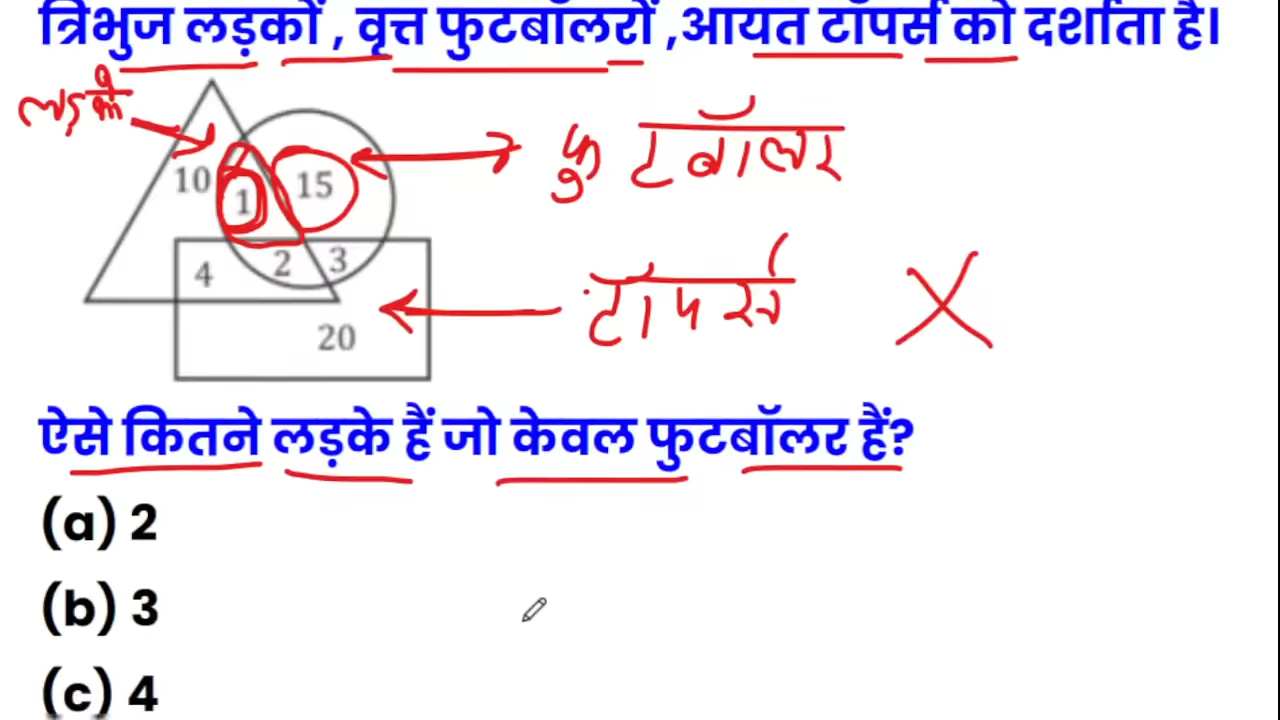 त्रिभुज लड़कों , वृत्त फुटबॉलरों ,आयत टॉपर्स को दर्शाता है।
लड़के
10
1
15
फुटबॉलर
4
2
3
टॉपर्स
X
20
ऐसे कितने लड़के हैं जो केवल फुटबॉलर हैं?
(a) 2
(b) 3
(c) 4